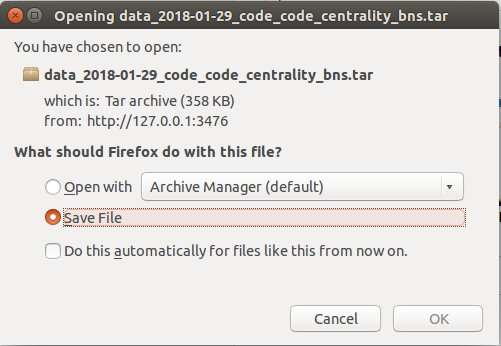 Opening data_2018-01-29_code_code_centrality_bns.tar
You have chosen to open:
data_2018-01-29_code_code_centrality_bns.tar
which is: Tar archive (358 KB)
from: http://127.0.0.1:3476
What should Firefox do with this file?
Open with Archive Manager (default)
Save File
Do this automatically for files like this from now on.
Cancel OK